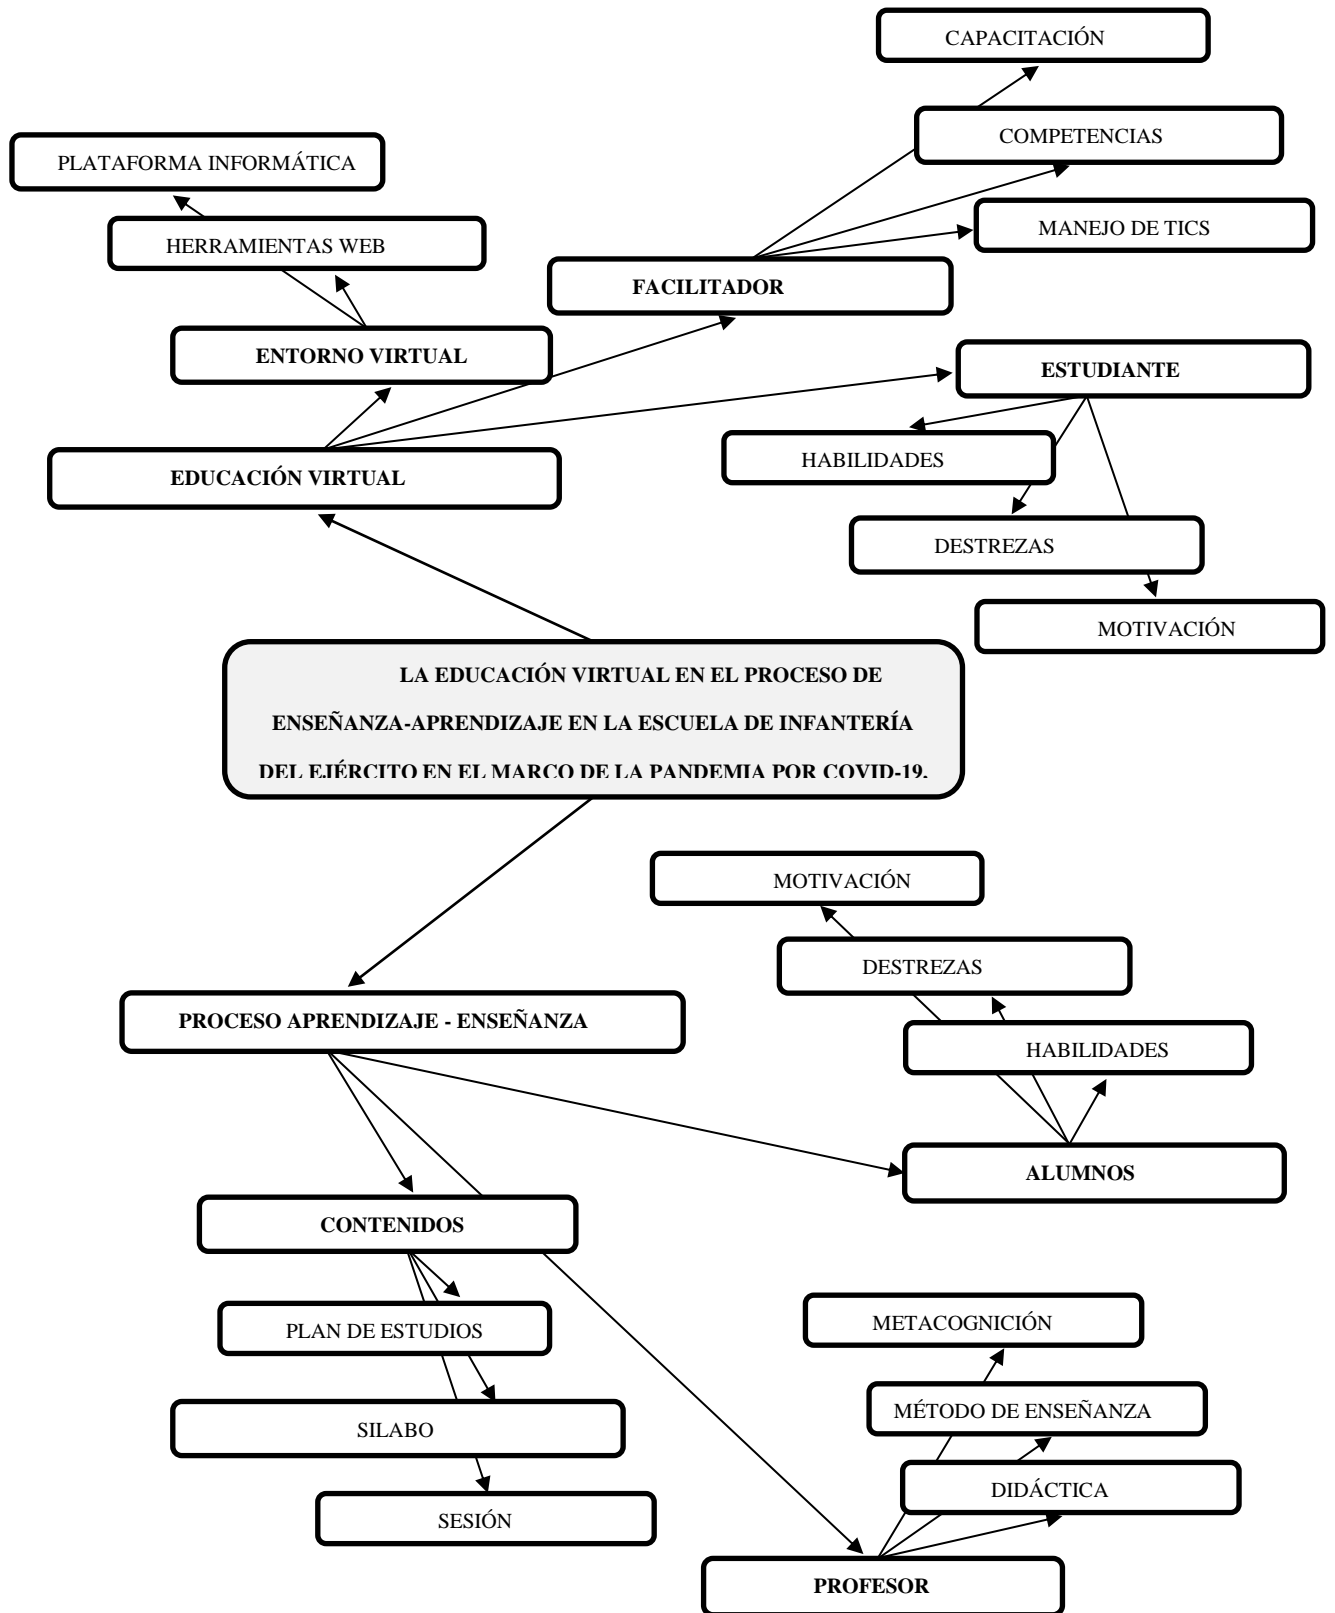 CAPACITACIÓN
COMPETENCIAS
PLATAFORMA INFORMÁTICA
MANEJO DE TICS
HERRAMIENTAS WEB
FACILITADOR
ENTORNO VIRTUAL
ESTUDIANTE
HABILIDADES
EDUCACIÓN VIRTUAL
DESTREZAS
MOTIVACIÓN
LA EDUCACIÓN VIRTUAL EN EL PROCESO DE
ENSEÑANZA-APRENDIZAJE EN LA ESCUELA DE INFANTERÍA
DEL EJÉRCITO EN EL MARCO DE LA PANDEMIA POR COVID-19.
MOTIVACIÓN
DESTREZAS
PROCESO APRENDIZAJE - ENSEÑANZA
HABILIDADES
ALUMNOS
CONTENIDOS
METACOGNICIÓN
PLAN DE ESTUDIOS
MÉTODO DE ENSEÑANZA
SILABO
DIDÁCTICA
SESIÓN
PROFESOR